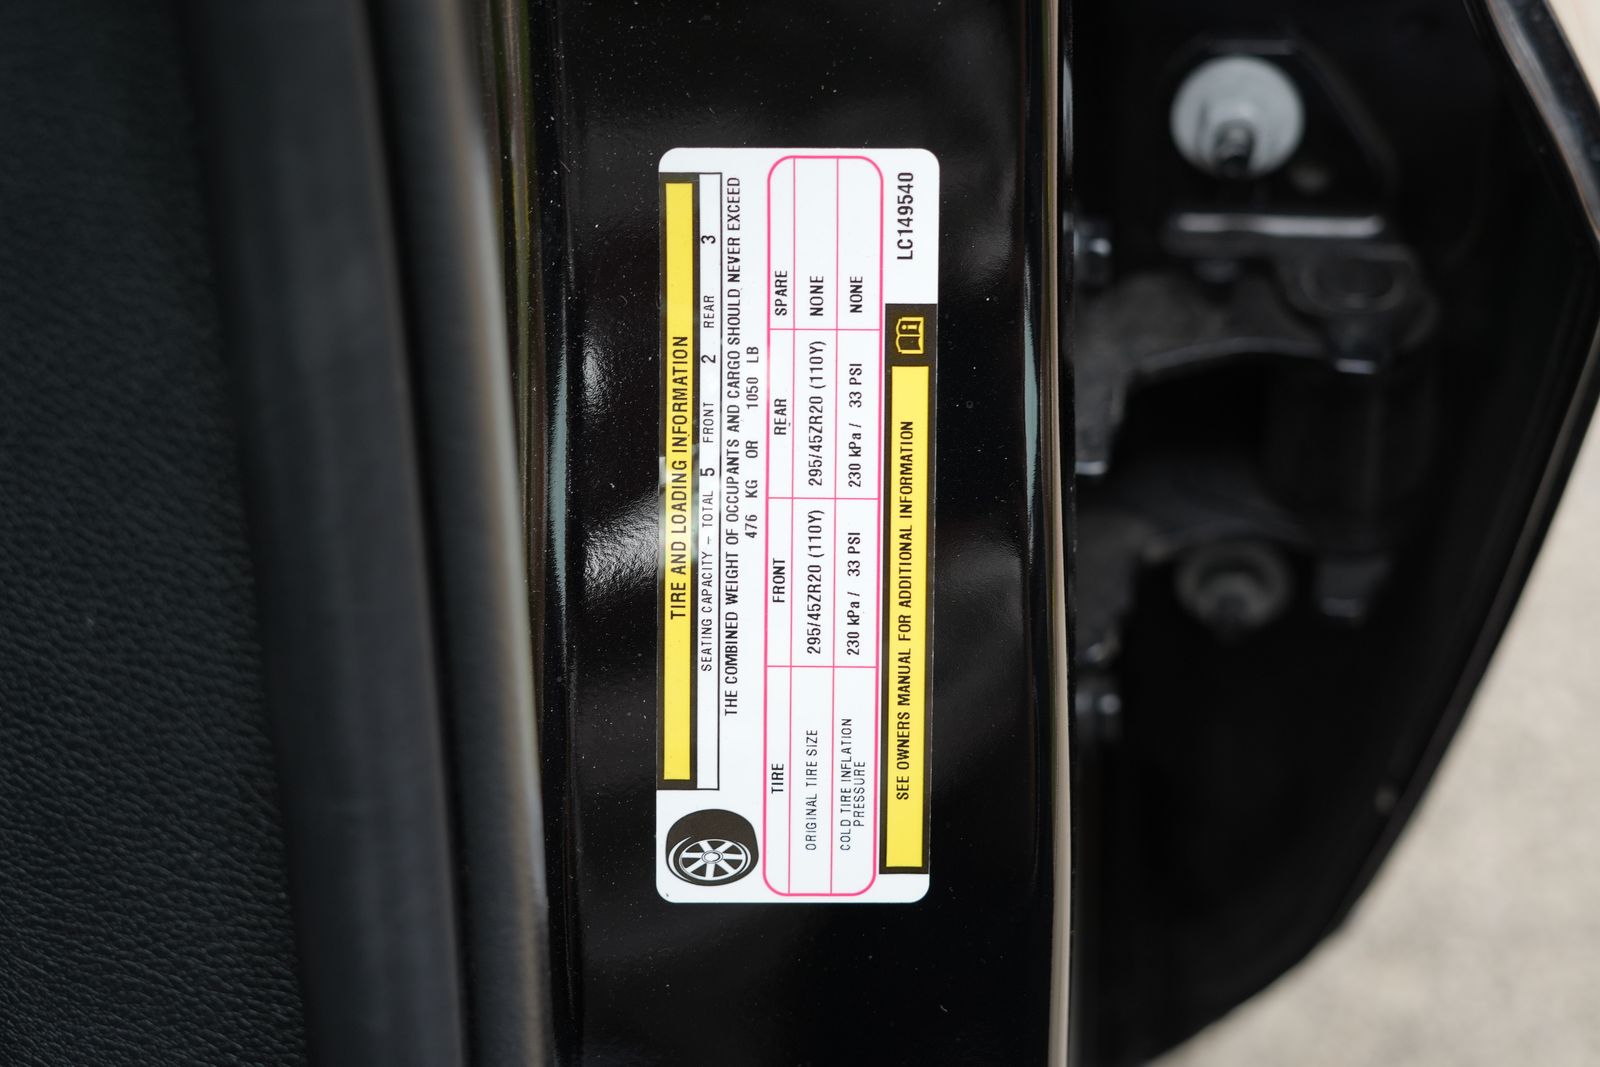 TIRE AND LOADING INFORMATION
SEATING CAPACITY – TOTAL 5 FRONT 2 REAR 3
THE COMBINED WEIGHT OF OCCUPANTS AND CARGO SHOULD NEVER EXCEED
476 KG OR 1050 LB
TIRE FRONT REAR SPARE
ORIGINAL TIRE SIZE 295/45ZR20 (110Y) 295/45ZR20 (110Y) NONE
COLD TIRE INFLATION
PRESSURE 230 kPa / 33 PSI 230 kPa / 33 PSI NONE
SEE OWNERS MANUAL FOR ADDITIONAL INFORMATION
LC149540